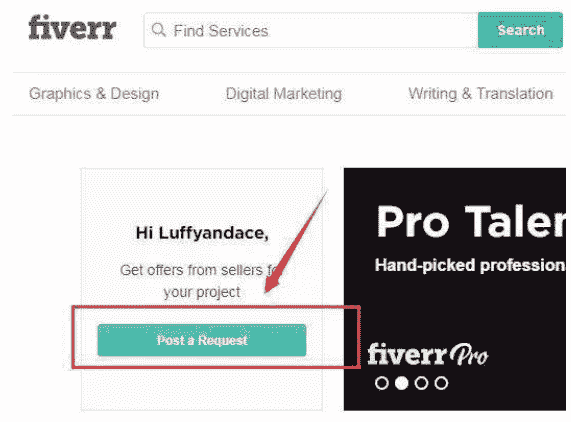 fiverr
Find Services
Search
Graphics & Design
Digital Marketing
Writing & Translation
Hi Luffyandace,
Get offers from sellers for
your project
Post a Request
Pro Taler
Hand-picked profession
fiverr Pro